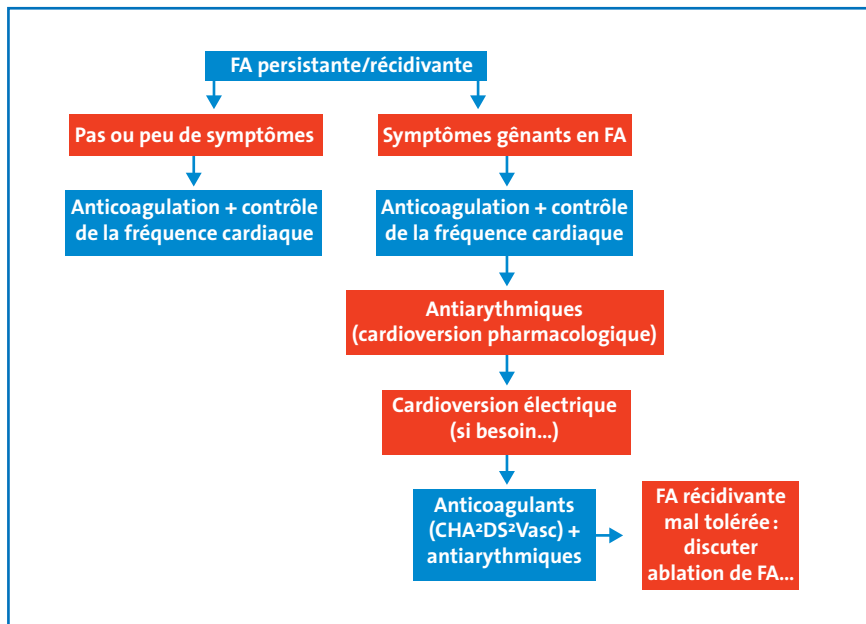 FA persistante/récidivante
Pas ou peu de symptômes
Symptômes gênants en FA
Anticoagulation + contrôle
de la fréquence cardiaque
Anticoagulation + contrôle
de la fréquence cardiaque
Antiarythmiques
(cardioversion pharmacologique)
Cardioversion électrique
(si besoin...)
Anticoagulants
(CHA²DS²Vasc) +
antiarythmiques
FA récidivante
mal tolérée :
discuter
ablation de FA...